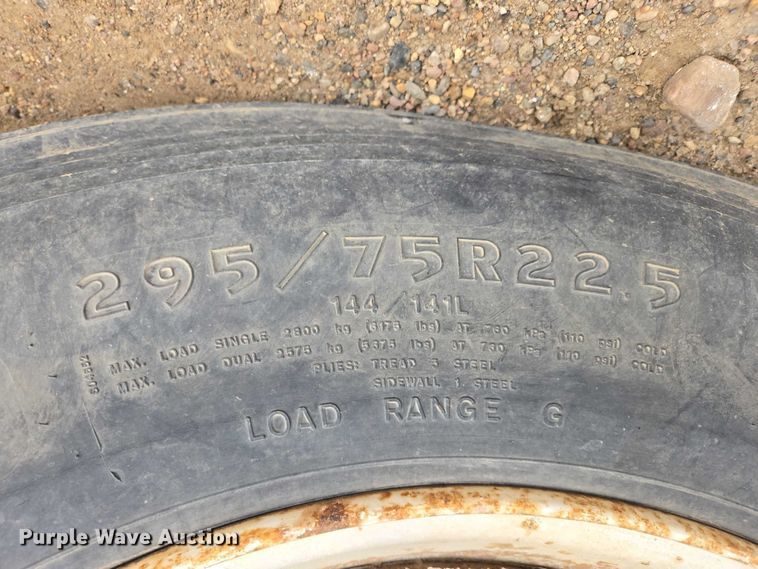 295/75R22.5
144/141L
MAX. LOAD SINGLE 2800 kg (6175 lbs) AT 760 kPa (110 psi) COLD
MAX. LOAD DUAL 2575 kg (5675 lbs) AT 760 kPa (110 psi) COLD
PLIES: TREAD 5 STEEL
SIDEWALL 1 STEEL
LOAD RANGE G
Purple Wave Auction